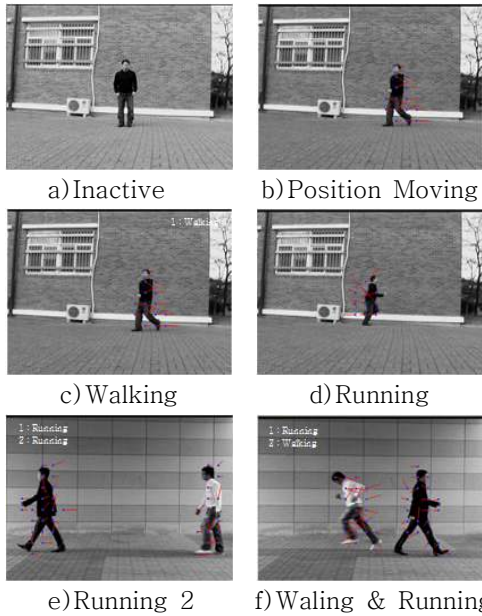 a)Inactive
b)Position Moving
1:Walking
c)Walking
d)Running
1:Running
2:Running
1:Running
2:Walking
e)Running 2
f)Waling & Running